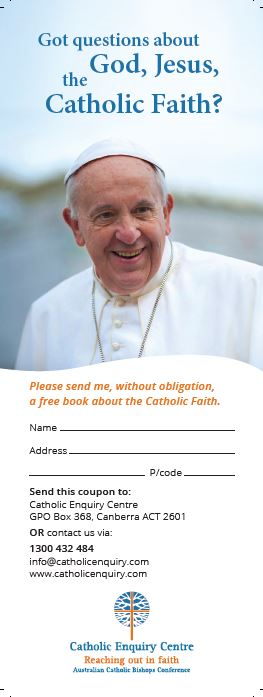 Got questions about
God, Jesus,
the
Catholic Faith?
Please send me, without obligation,
a free book about the Catholic Faith.
Name
Address
P/code
Send this coupon to:
Catholic Enquiry Centre
GPO Box 368, Canberra ACT 2601
OR contact us via:
1300 432 484
info@catholicenquiry.com
www.catholicenquiry.com
Catholic Enquiry Centre
Reaching out in faith
Australian Catholic Bishops Conference